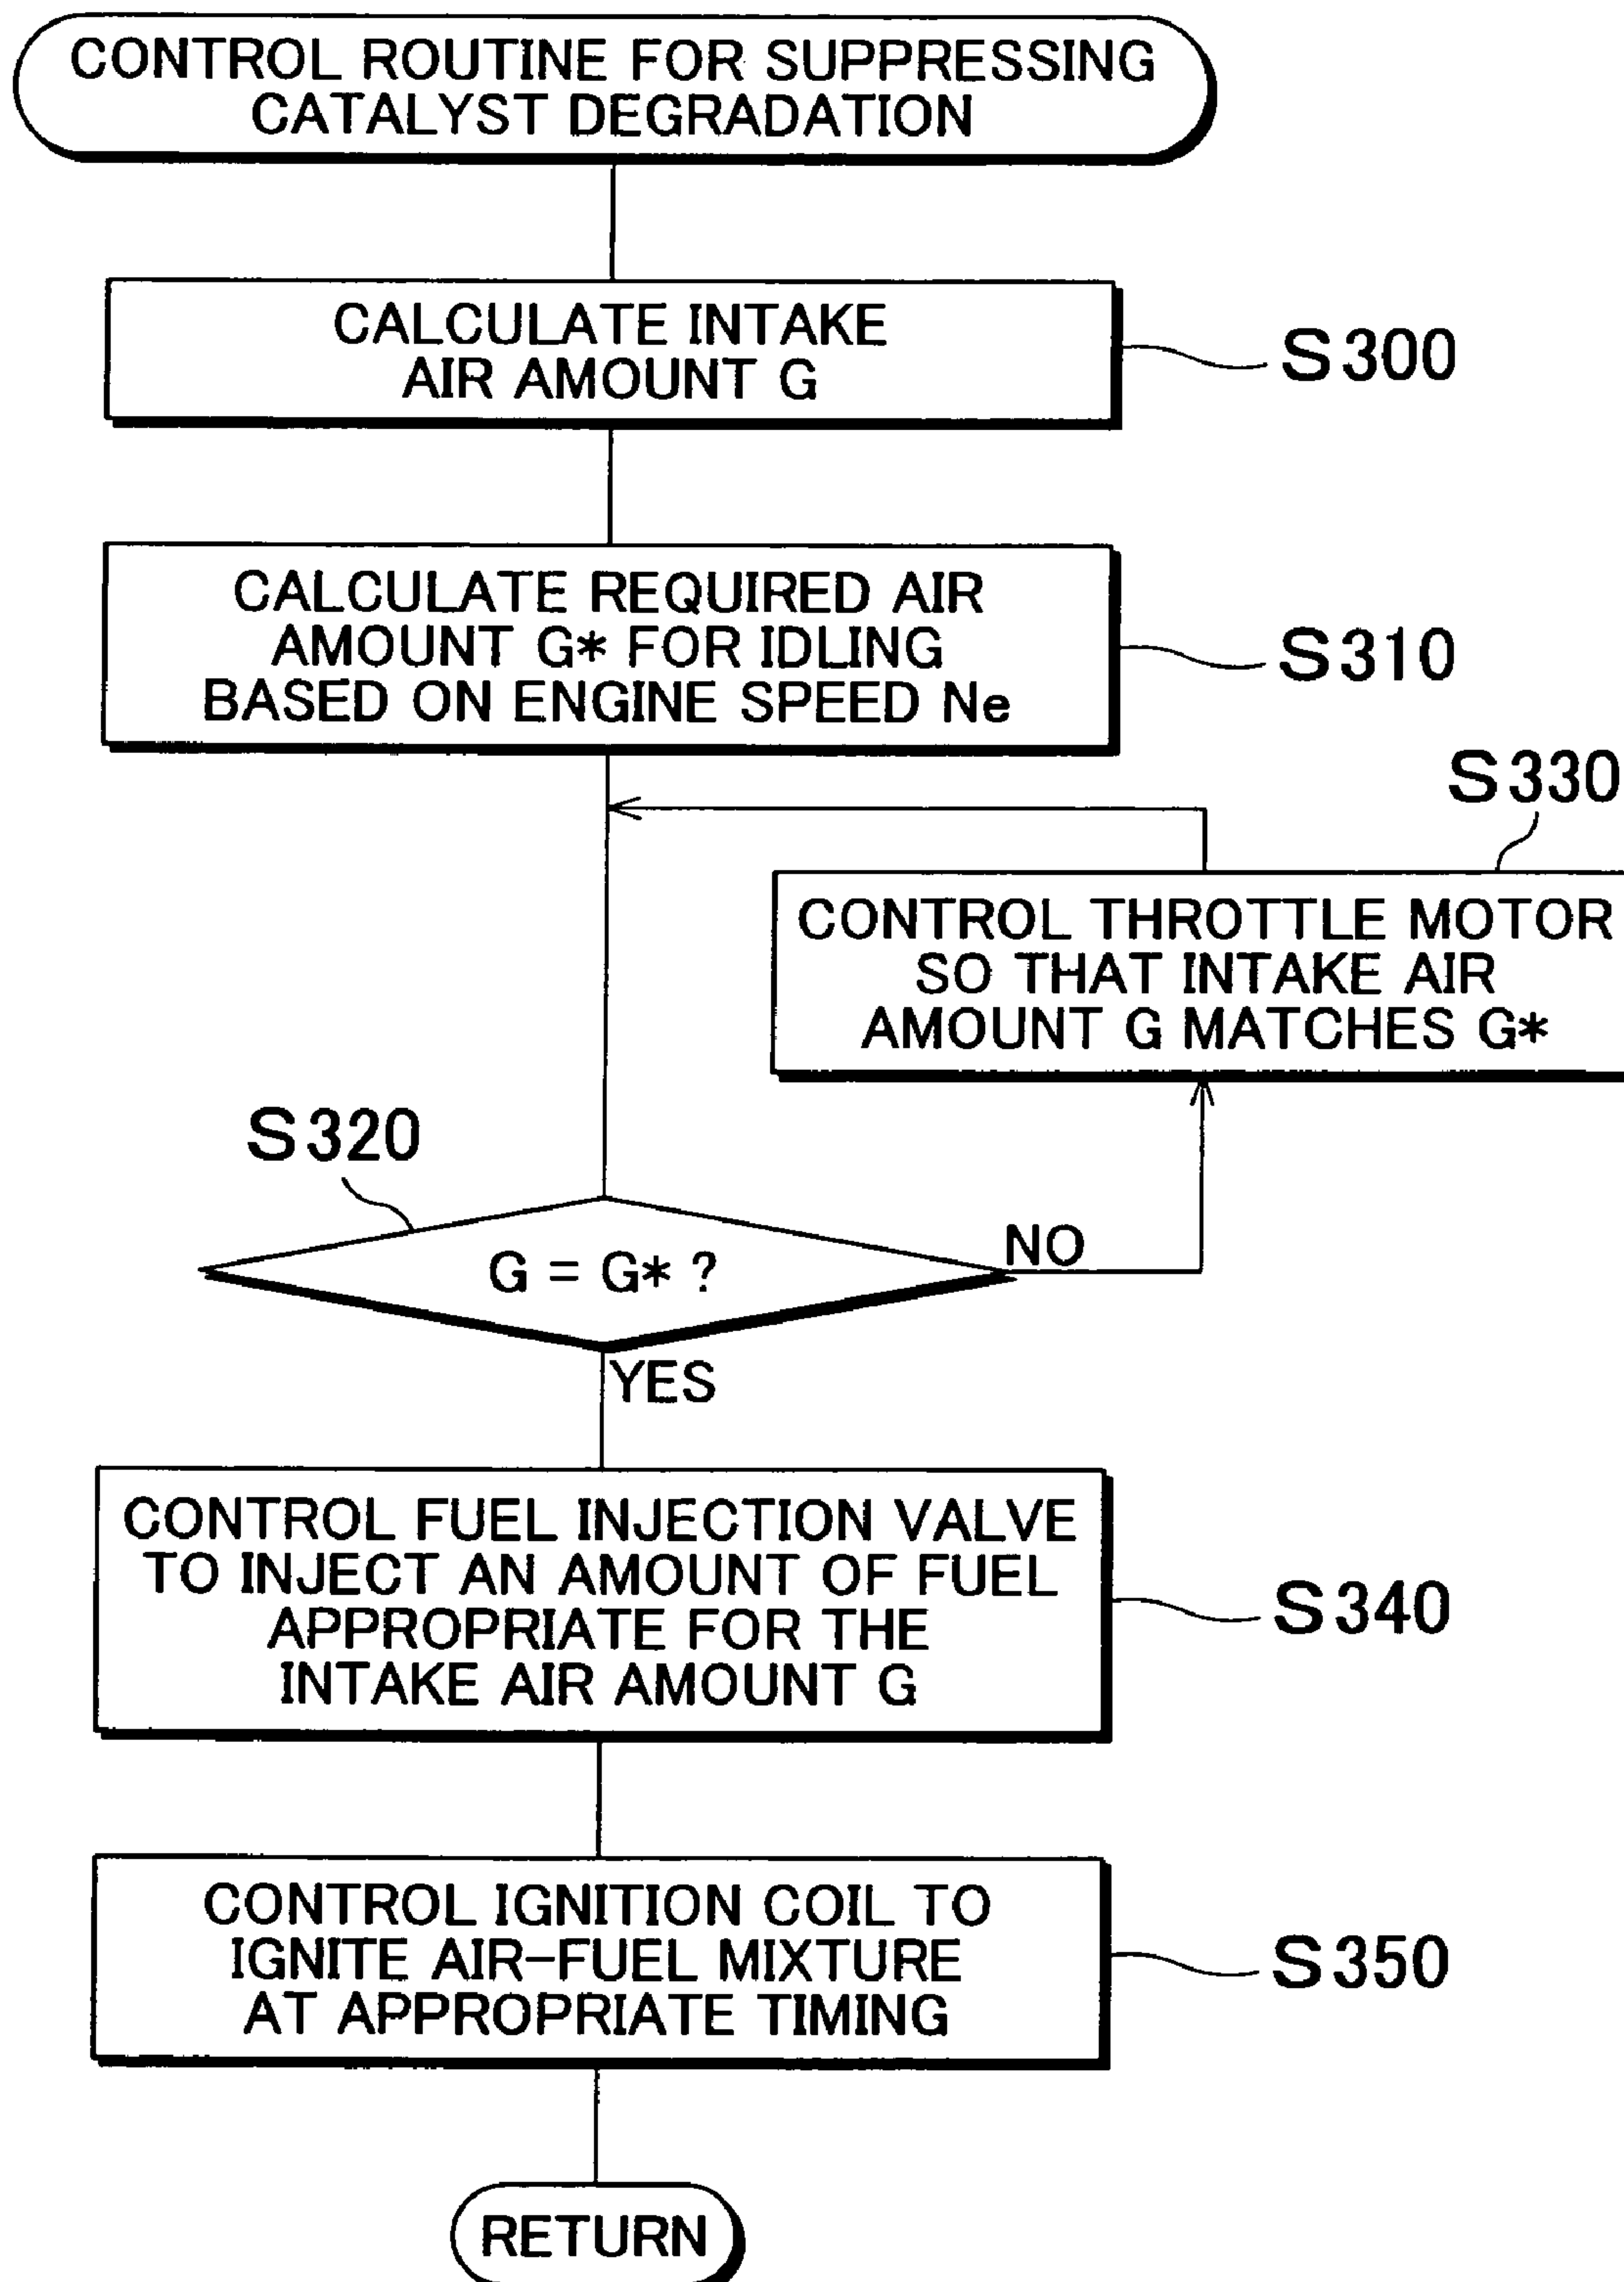 CONTROL ROUTINE FOR SUPPRESSING
CATALYST DEGRADATION
CALCULATE INTAKE
AIR AMOUNT G
S300
CALCULATE REQUIRED AIR
AMOUNT G* FOR IDLING
BASED ON ENGINE SPEED Ne
S310
S330
CONTROL THROTTLE MOTOR
SO THAT INTAKE AIR
AMOUNT G MATCHES G*
S320
G = G* ?
NO
YES
CONTROL FUEL INJECTION VALVE
TO INJECT AN AMOUNT OF FUEL
APPROPRIATE FOR THE
INTAKE AIR AMOUNT G
S340
CONTROL IGNITION COIL TO
IGNITE AIR-FUEL MIXTURE
AT APPROPRIATE TIMING
S350
RETURN